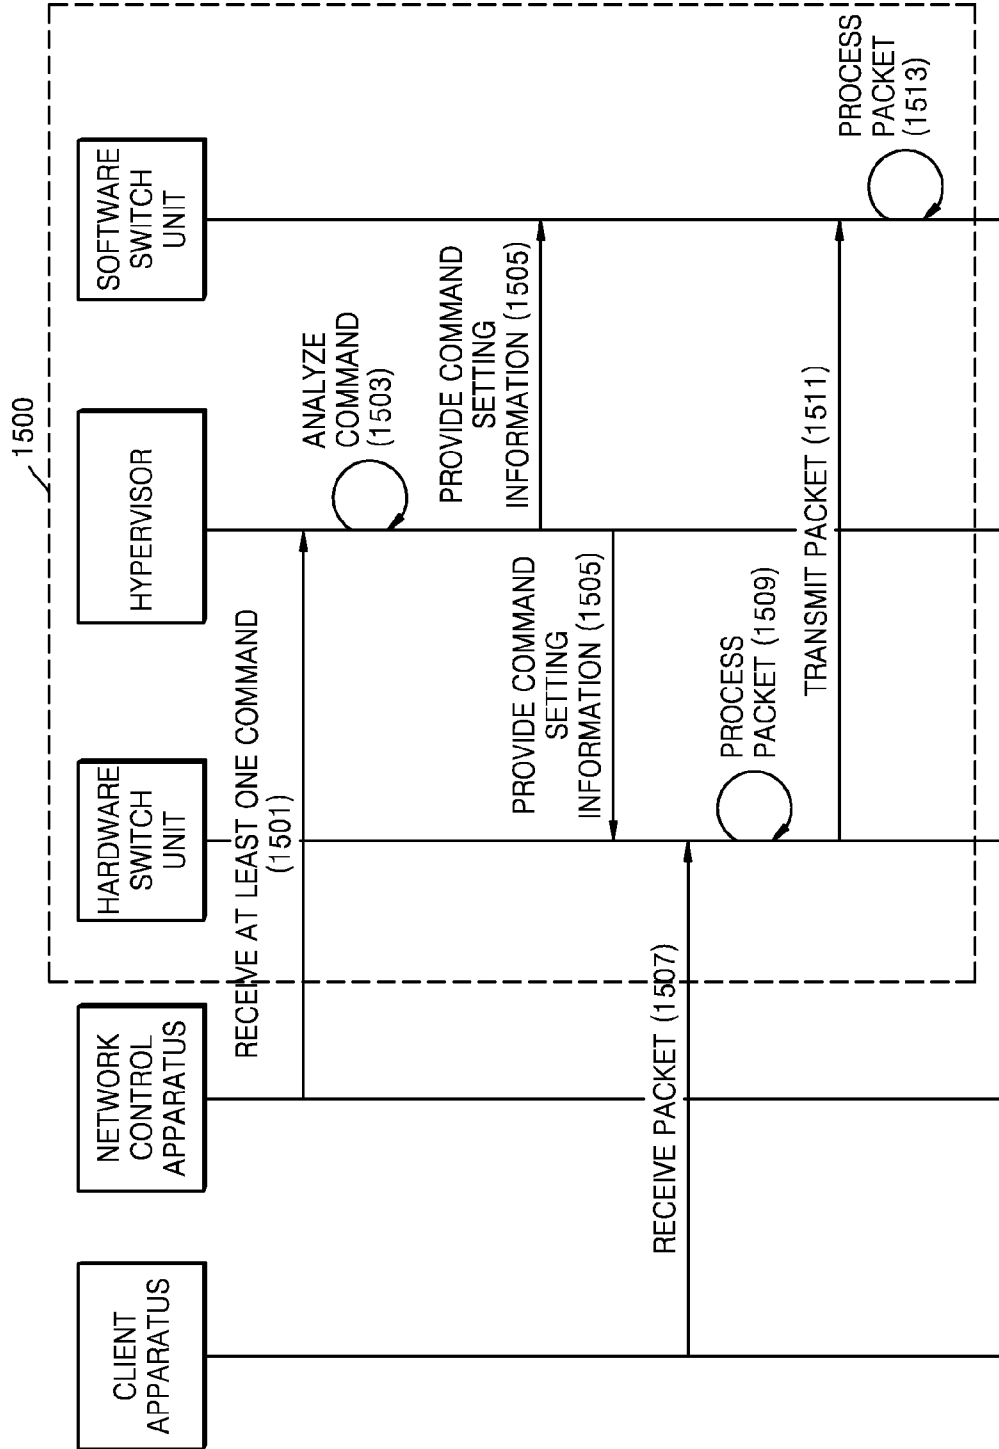 1500
CLIENT
APPARATUS
NETWORK
CONTROL
APPARATUS
HARDWARE
SWITCH
UNIT
HYPERVISOR
SOFTWARE
SWITCH
UNIT
RECEIVE AT LEAST ONE COMMAND
(1501)
ANALYZE
COMMAND
(1503)
PROVIDE COMMAND
SETTING
INFORMATION (1505)
PROVIDE COMMAND
SETTING
INFORMATION (1505)
RECEIVE PACKET (1507)
PROCESS
PACKET (1509)
TRANSMIT PACKET (1511)
PROCESS
PACKET
(1513)